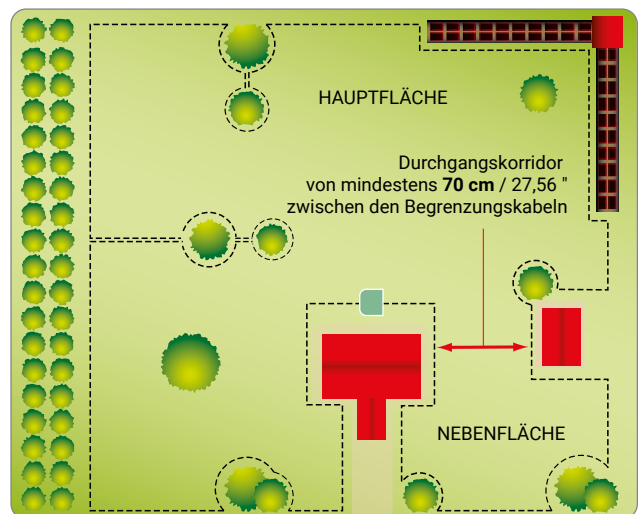 HAUPTFLÄCHE
Durchgangskorridor
von mindestens 70 cm / 27,56 "
zwischen den Begrenzungskabeln
NEBENFLÄCHE